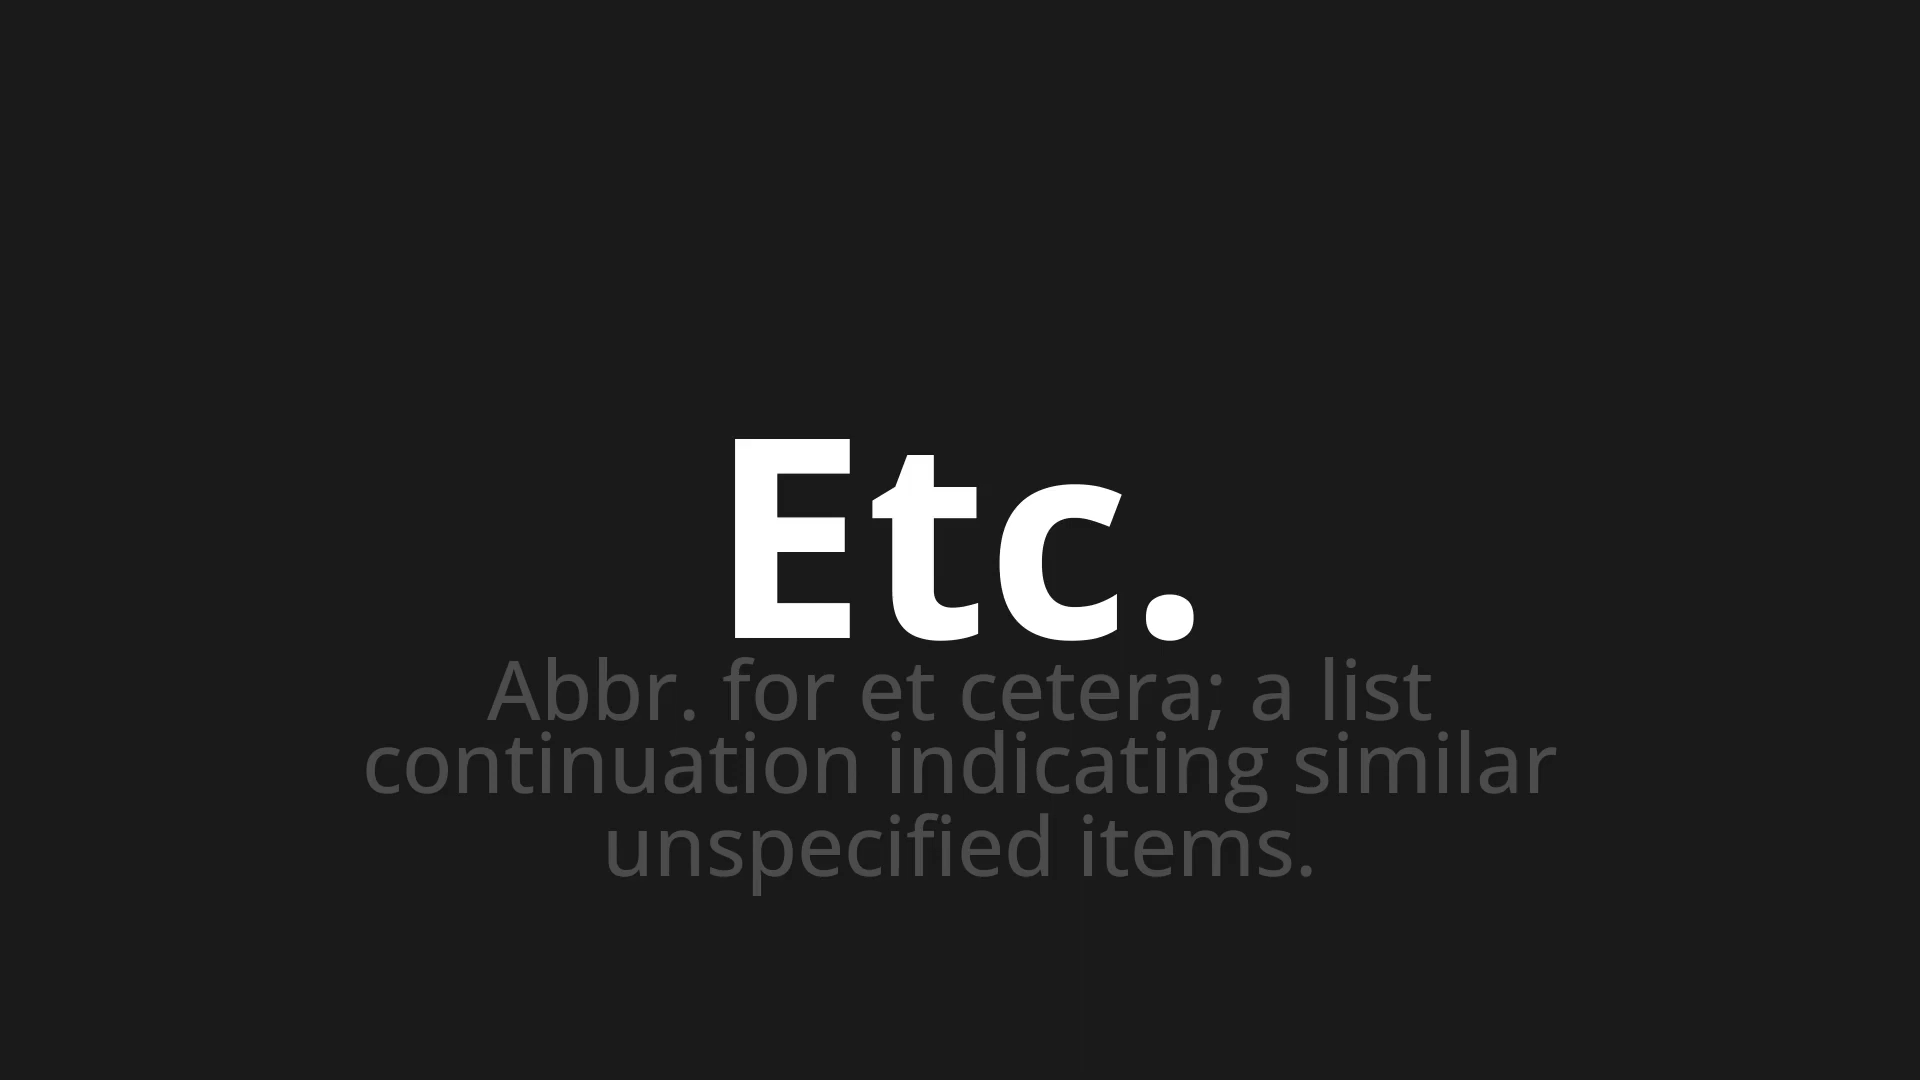 Etc.
Abbr. for et cetera; a list
continuation indicating similar
unspecified items.